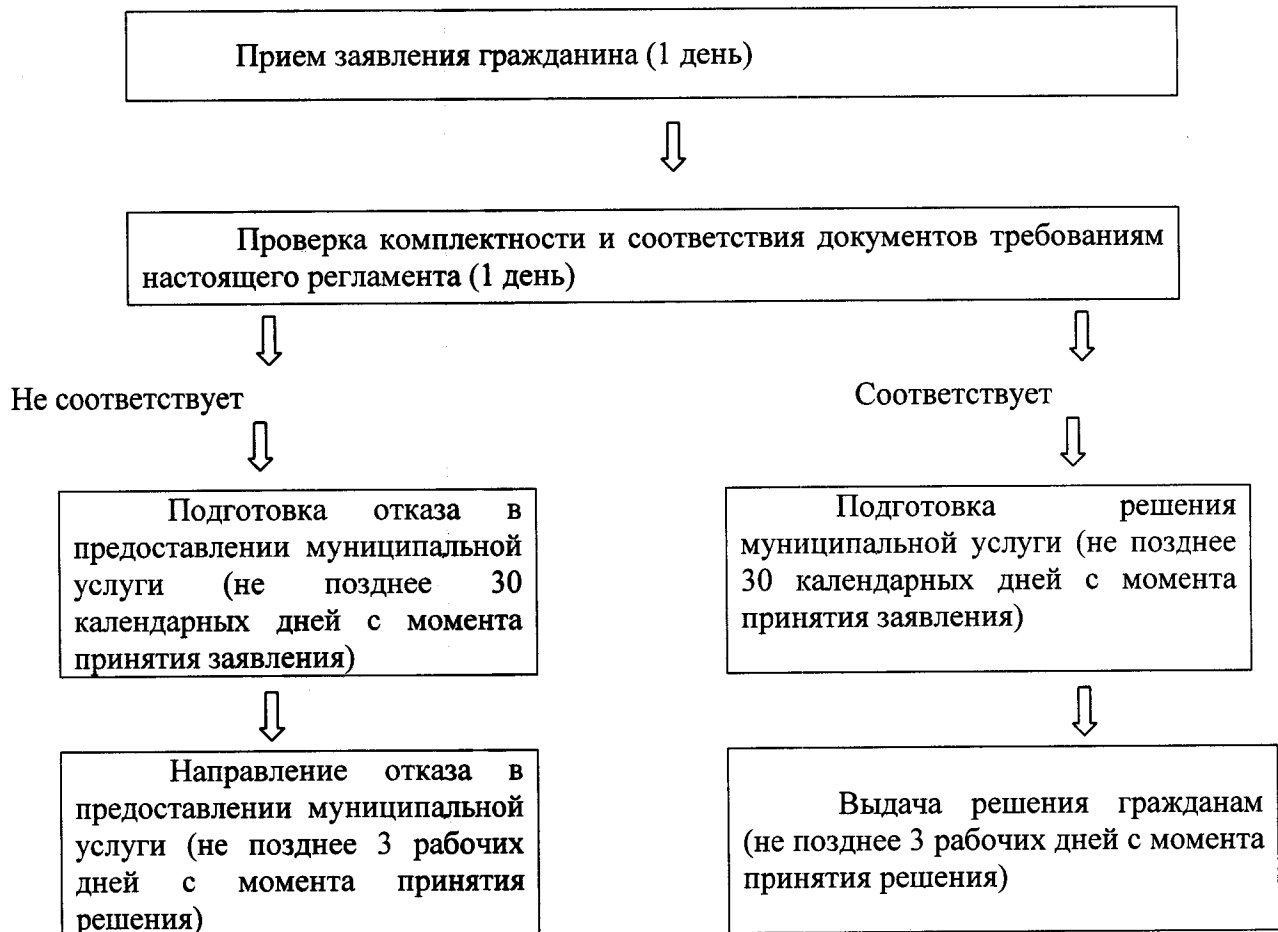 Прием заявления гражданина (1 день)
Проверка комплектности и соответствия документов требованиям
настоящего регламента (1 день)
Не соответствует
Соответствует
Подготовка отказа в
предоставлении муниципальной
услуги (не позднее 30
календарных дней с момента
принятия заявления)
Подготовка решения
муниципальной услуги (не позднее
30 календарных дней с момента
принятия заявления)
Направление отказа в
предоставлении муниципальной
услуги (не позднее 3 рабочих
дней с момента принятия
решения)
Выдача решения гражданам
(не позднее 3 рабочих дней с момента
принятия решения)